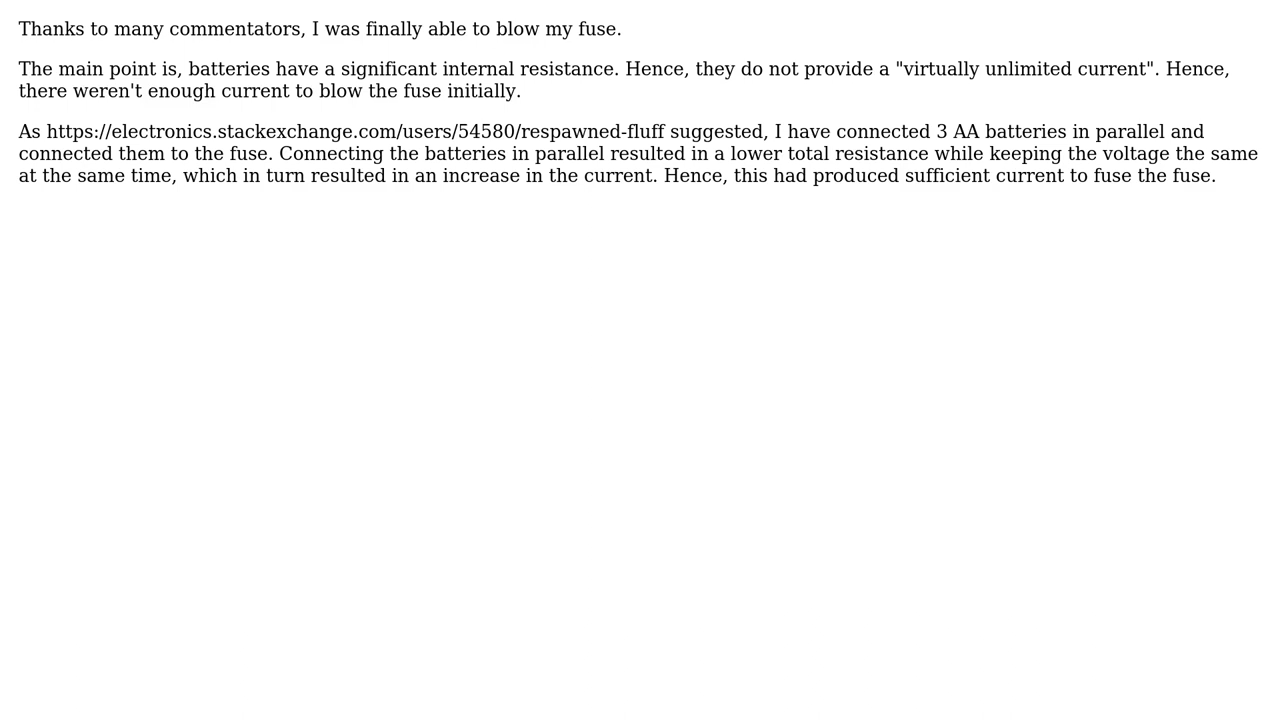 Thanks to many commentators, I was finally able to blow my fuse.
The main point is, batteries have a significant internal resistance. Hence, they do not provide a "virtually unlimited current". Hence,
there weren't enough current to blow the fuse initially.
As https://electronics.stackexchange.com/users/54580/respawned-fluff suggested, I have connected 3 AA batteries in parallel and
connected them to the fuse. Connecting the batteries in parallel resulted in a lower total resistance while keeping the voltage the same
at the same time, which in turn resulted in an increase in the current. Hence, this had produced sufficient current to fuse the fuse.